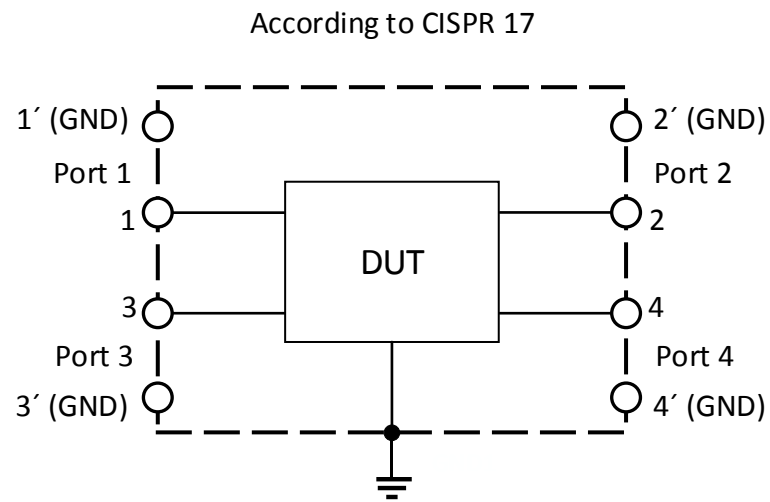 According to CISPR 17
1´ (GND)
2´ (GND)
Port 1
Port 2
1
2
DUT
3
4
Port 3
Port 4
3´ (GND)
4´ (GND)